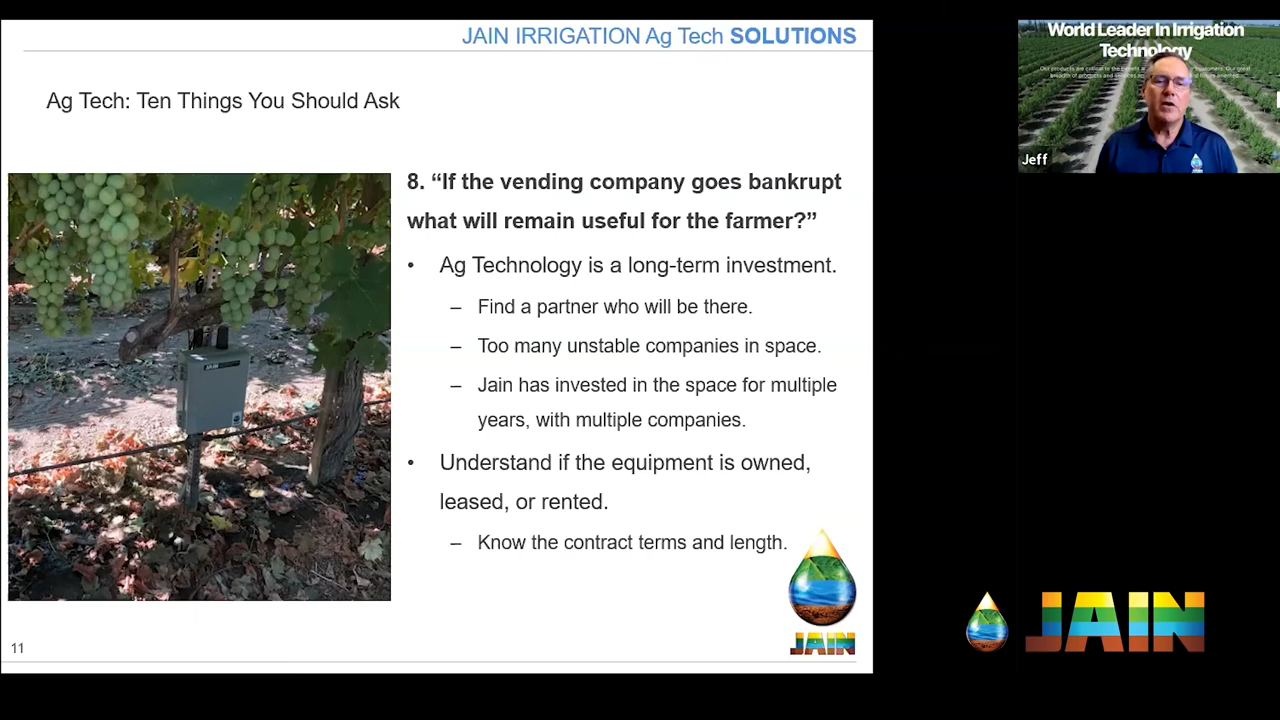 JAIN IRRIGATION Ag Tech SOLUTIONS
Ag Tech: Ten Things You Should Ask
8. “If the vending company goes bankrupt
what will remain useful for the farmer?”
• Ag Technology is a long-term investment.
– Find a partner who will be there.
– Too many unstable companies in space.
– Jain has invested in the space for multiple
years, with multiple companies.
• Understand if the equipment is owned,
leased, or rented.
– Know the contract terms and length.
JAIN
11
JAIN
World Leader In Irrigation
Technology
Jeff
JAIN